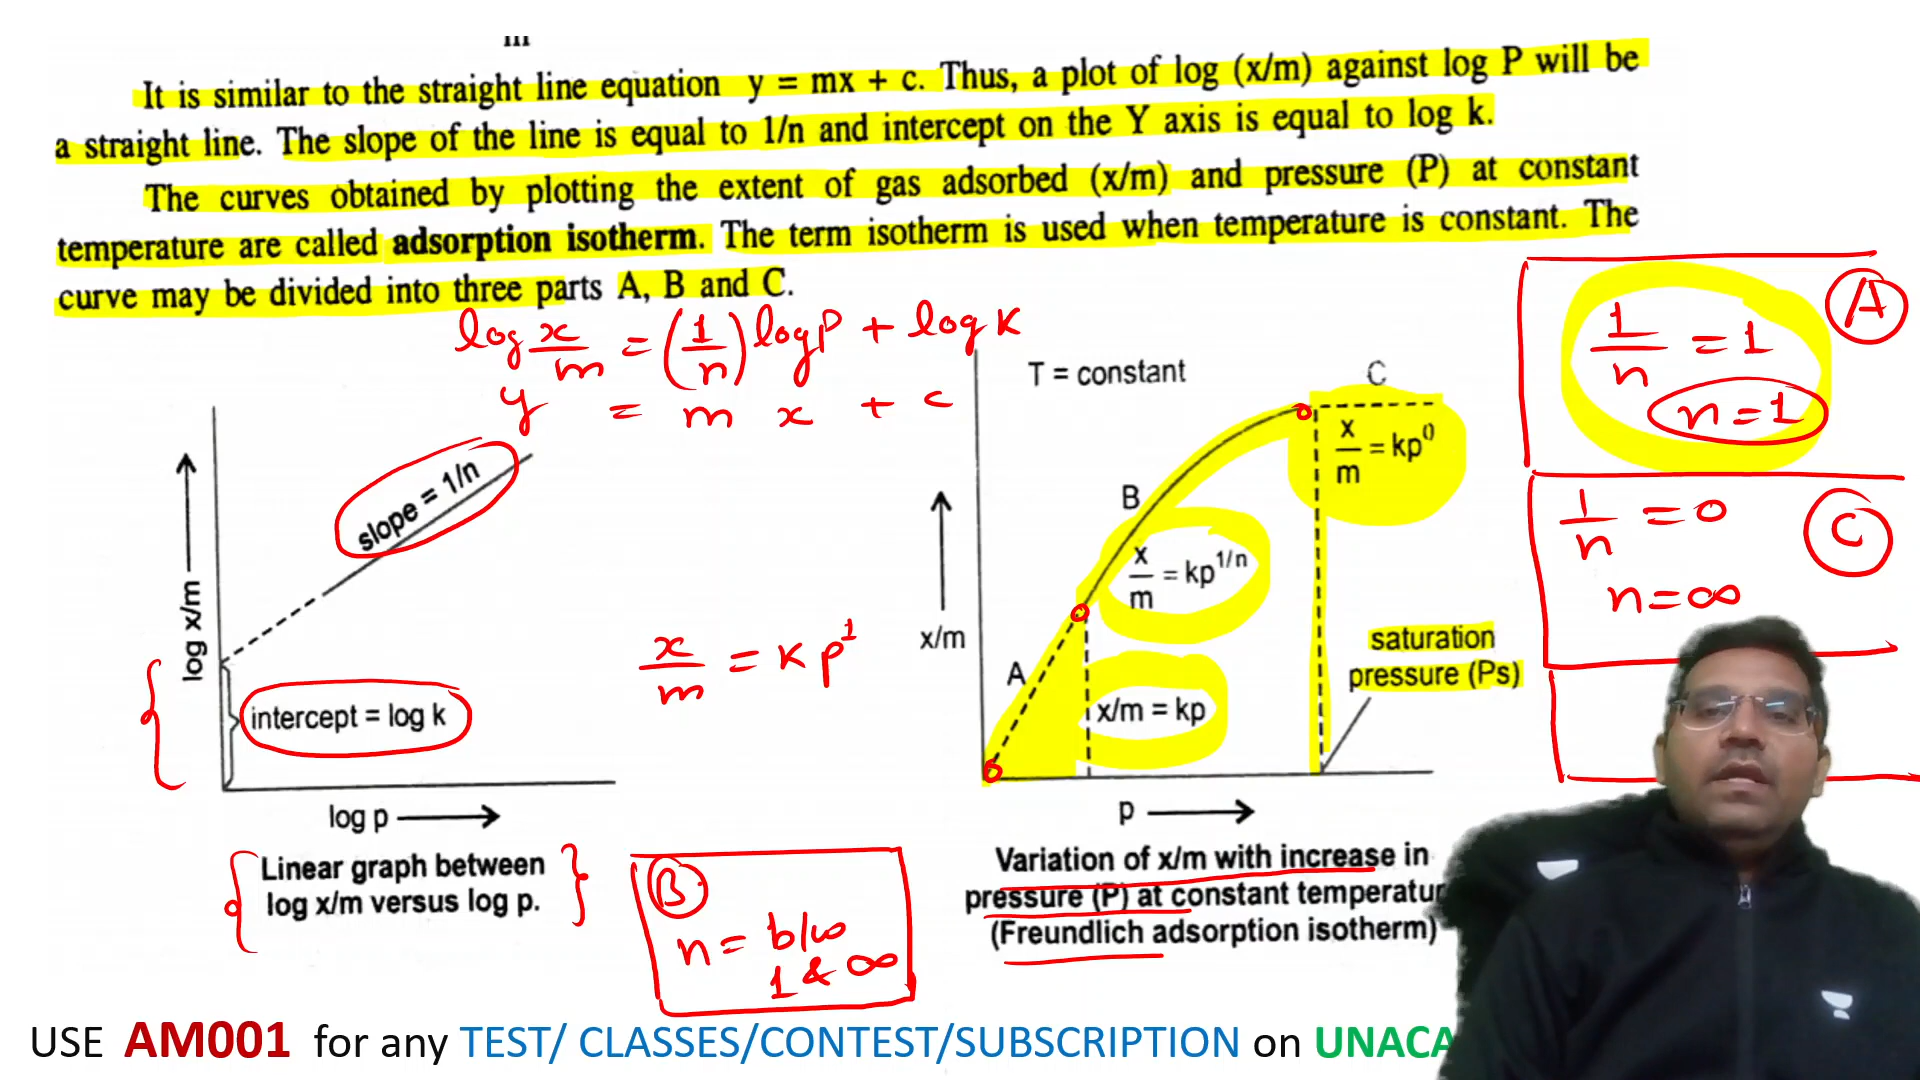 It is similar to the straight line equation y = mx + c. Thus, a plot of log (x/m) against log P will be
a straight line. The slope of the line is equal to 1/n and intercept on the Y axis is equal to log k.
The curves obtained by plotting the extent of gas adsorbed (x/m) and pressure (P) at constant
temperature are called adsorption isotherm. The term isotherm is used when temperature is constant. The
curve may be divided into three parts A, B and C.
log x/m = (1/n) log P + log K
y = m x + c
slope = 1/n
log x/m
intercept = log k
log p
Linear graph between
log x/m versus log p.
x/m = K p^1
B
n = b/w
1 & ∞
T = constant
C
x/m = kp^0
B
x/m = kp^1/n
x/m
A
x/m = kp
saturation
pressure (Ps)
p
Variation of x/m with increase in
pressure (P) at constant temperatur
(Freundlich adsorption isotherm)
A
1/n = 1
n = 1
C
1/n = 0
n = ∞
USE AM001 for any TEST/ CLASSES/CONTEST/SUBSCRIPTION on UNACA